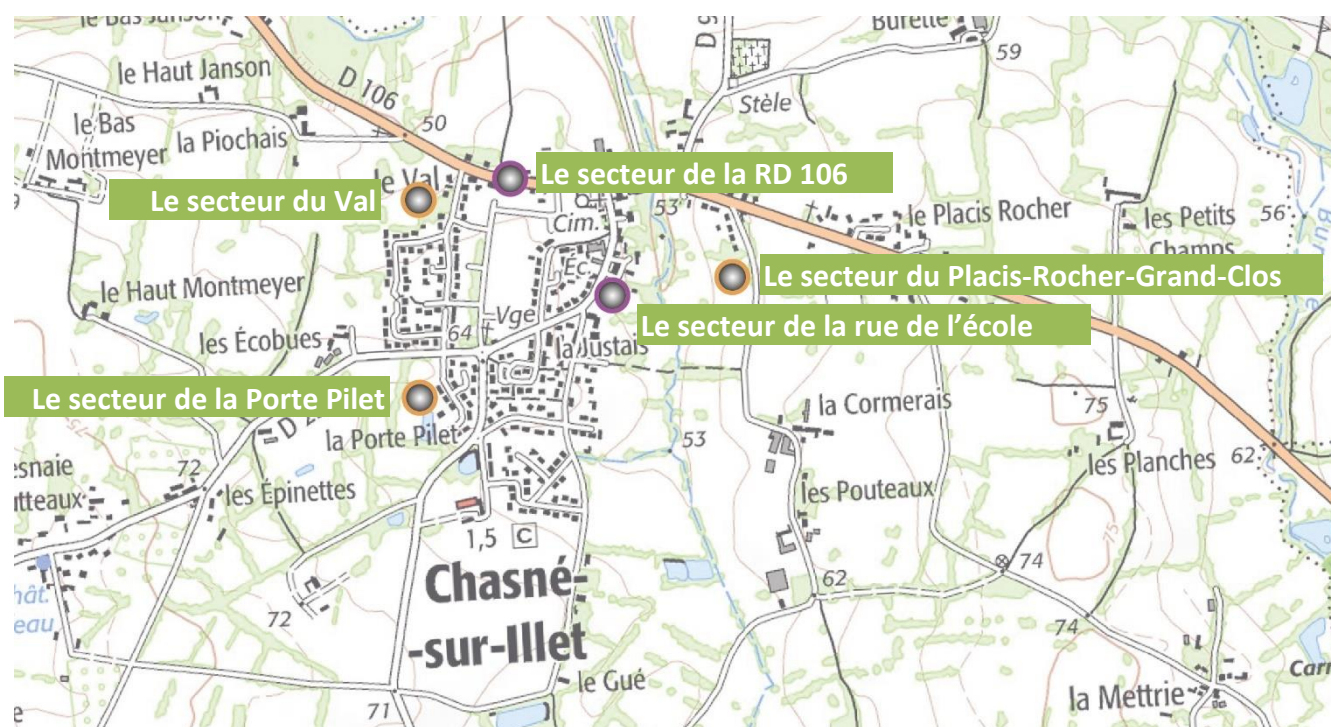 le Bas Janson
Burette
59
le Haut Janson
D 106
Stèle
le Bas
Montmeyer
la Piochais
50
le Val
Le secteur de la RD 106
Le secteur du Val
Cim.
53
le Placis Rocher
les Petits
Champs
56
Éc.
Le secteur du Placis-Rocher-Grand-Clos
le Haut Montmeyer
Vge
Le secteur de la rue de l’école
les Écobues
64
la Justais
Le secteur de la Porte Pilet
la Cormerais
75
la Porte Pilet
53
72
les Planches
62
les Épinettes
les Pouteaux
1,5
C
75
74
Chasné-
-sur-Illet
62
72
74
le Gué
la Mettrie
71